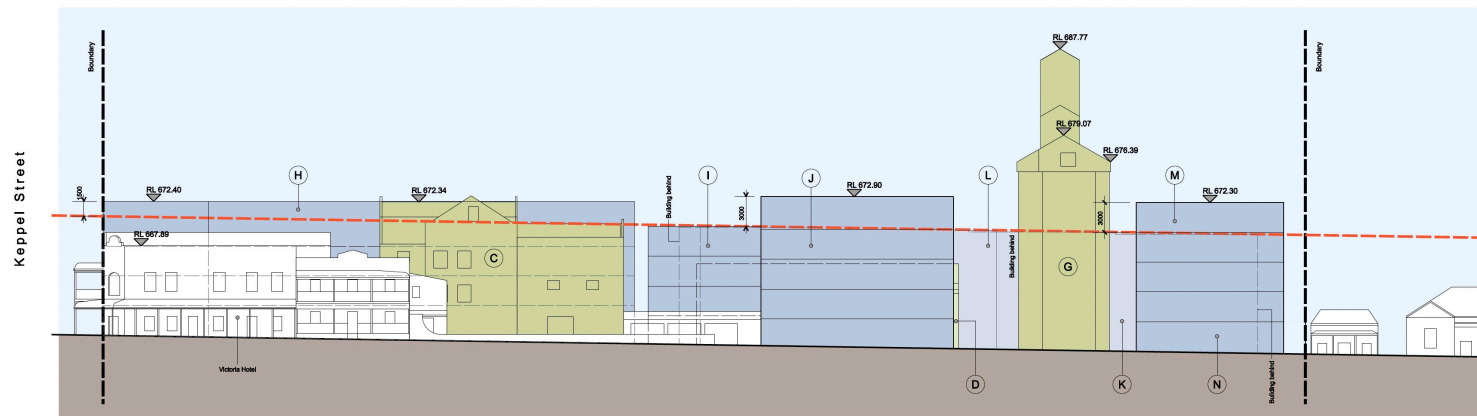 Keppel Street
Boundary
1500
RL 672.40
H
RL 667.89
RL 672.34
C
Victoria Hotel
Building behind
I
3000
J
RL 672.90
L
Building behind
D
RL 687.77
RL 679.07
RL 676.39
G
K
3000
M
RL 672.30
N
Building behind
Boundary